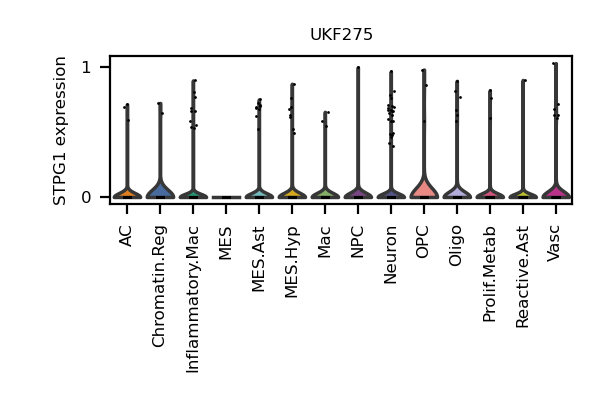 UKF275
STPG1 expression
1
0
AC
Chromatin.Reg
Inflammatory.Mac
MES
MES.Ast
MES.Hyp
Mac
NPC
Neuron
OPC
Oligo
Prolif.Metab
Reactive.Ast
Vasc